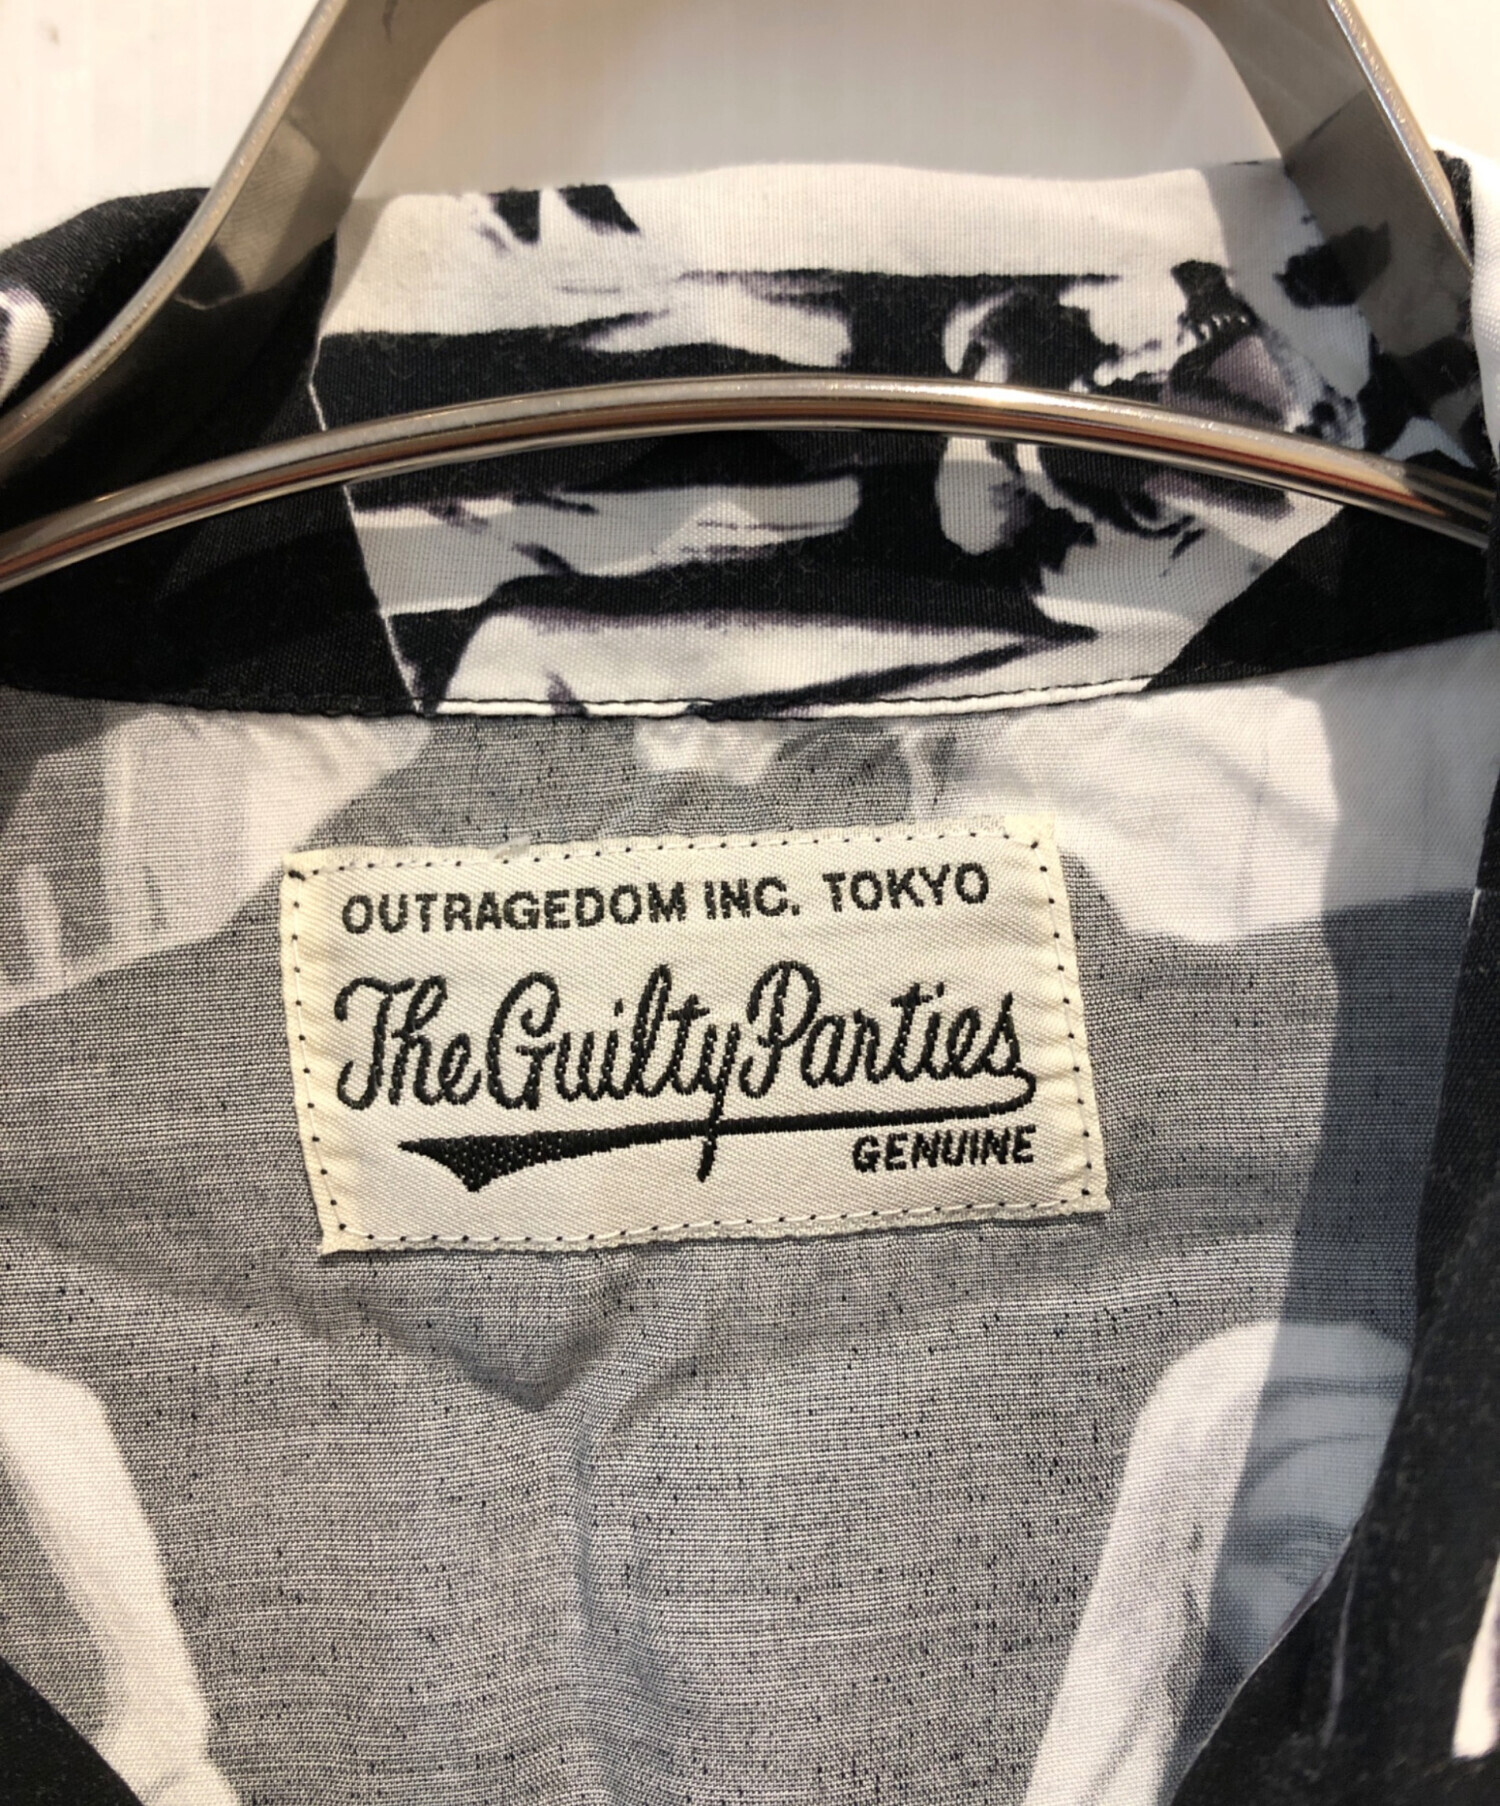 OUTRAGEDOM INC. TOKYO
The Guilty Parties
GENUINE